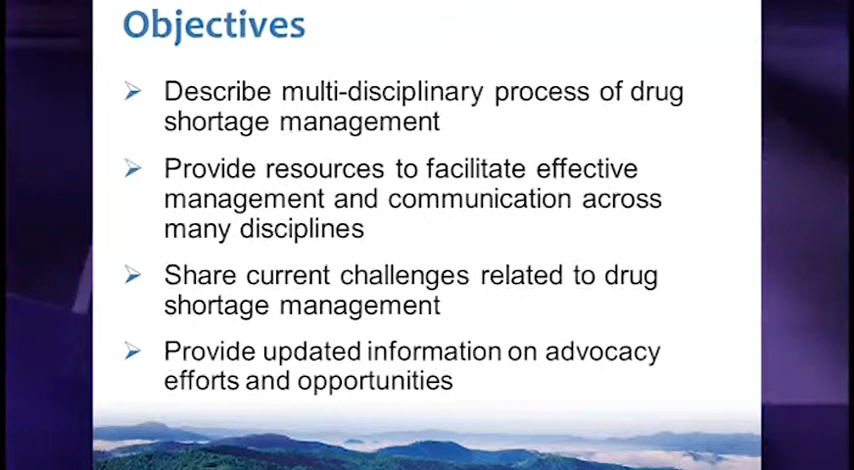 Objectives
Describe multi-disciplinary process of drug
shortage management
Provide resources to facilitate effective
management and communication across
many disciplines
Share current challenges related to drug
shortage management
Provide updated information on advocacy
efforts and opportunities